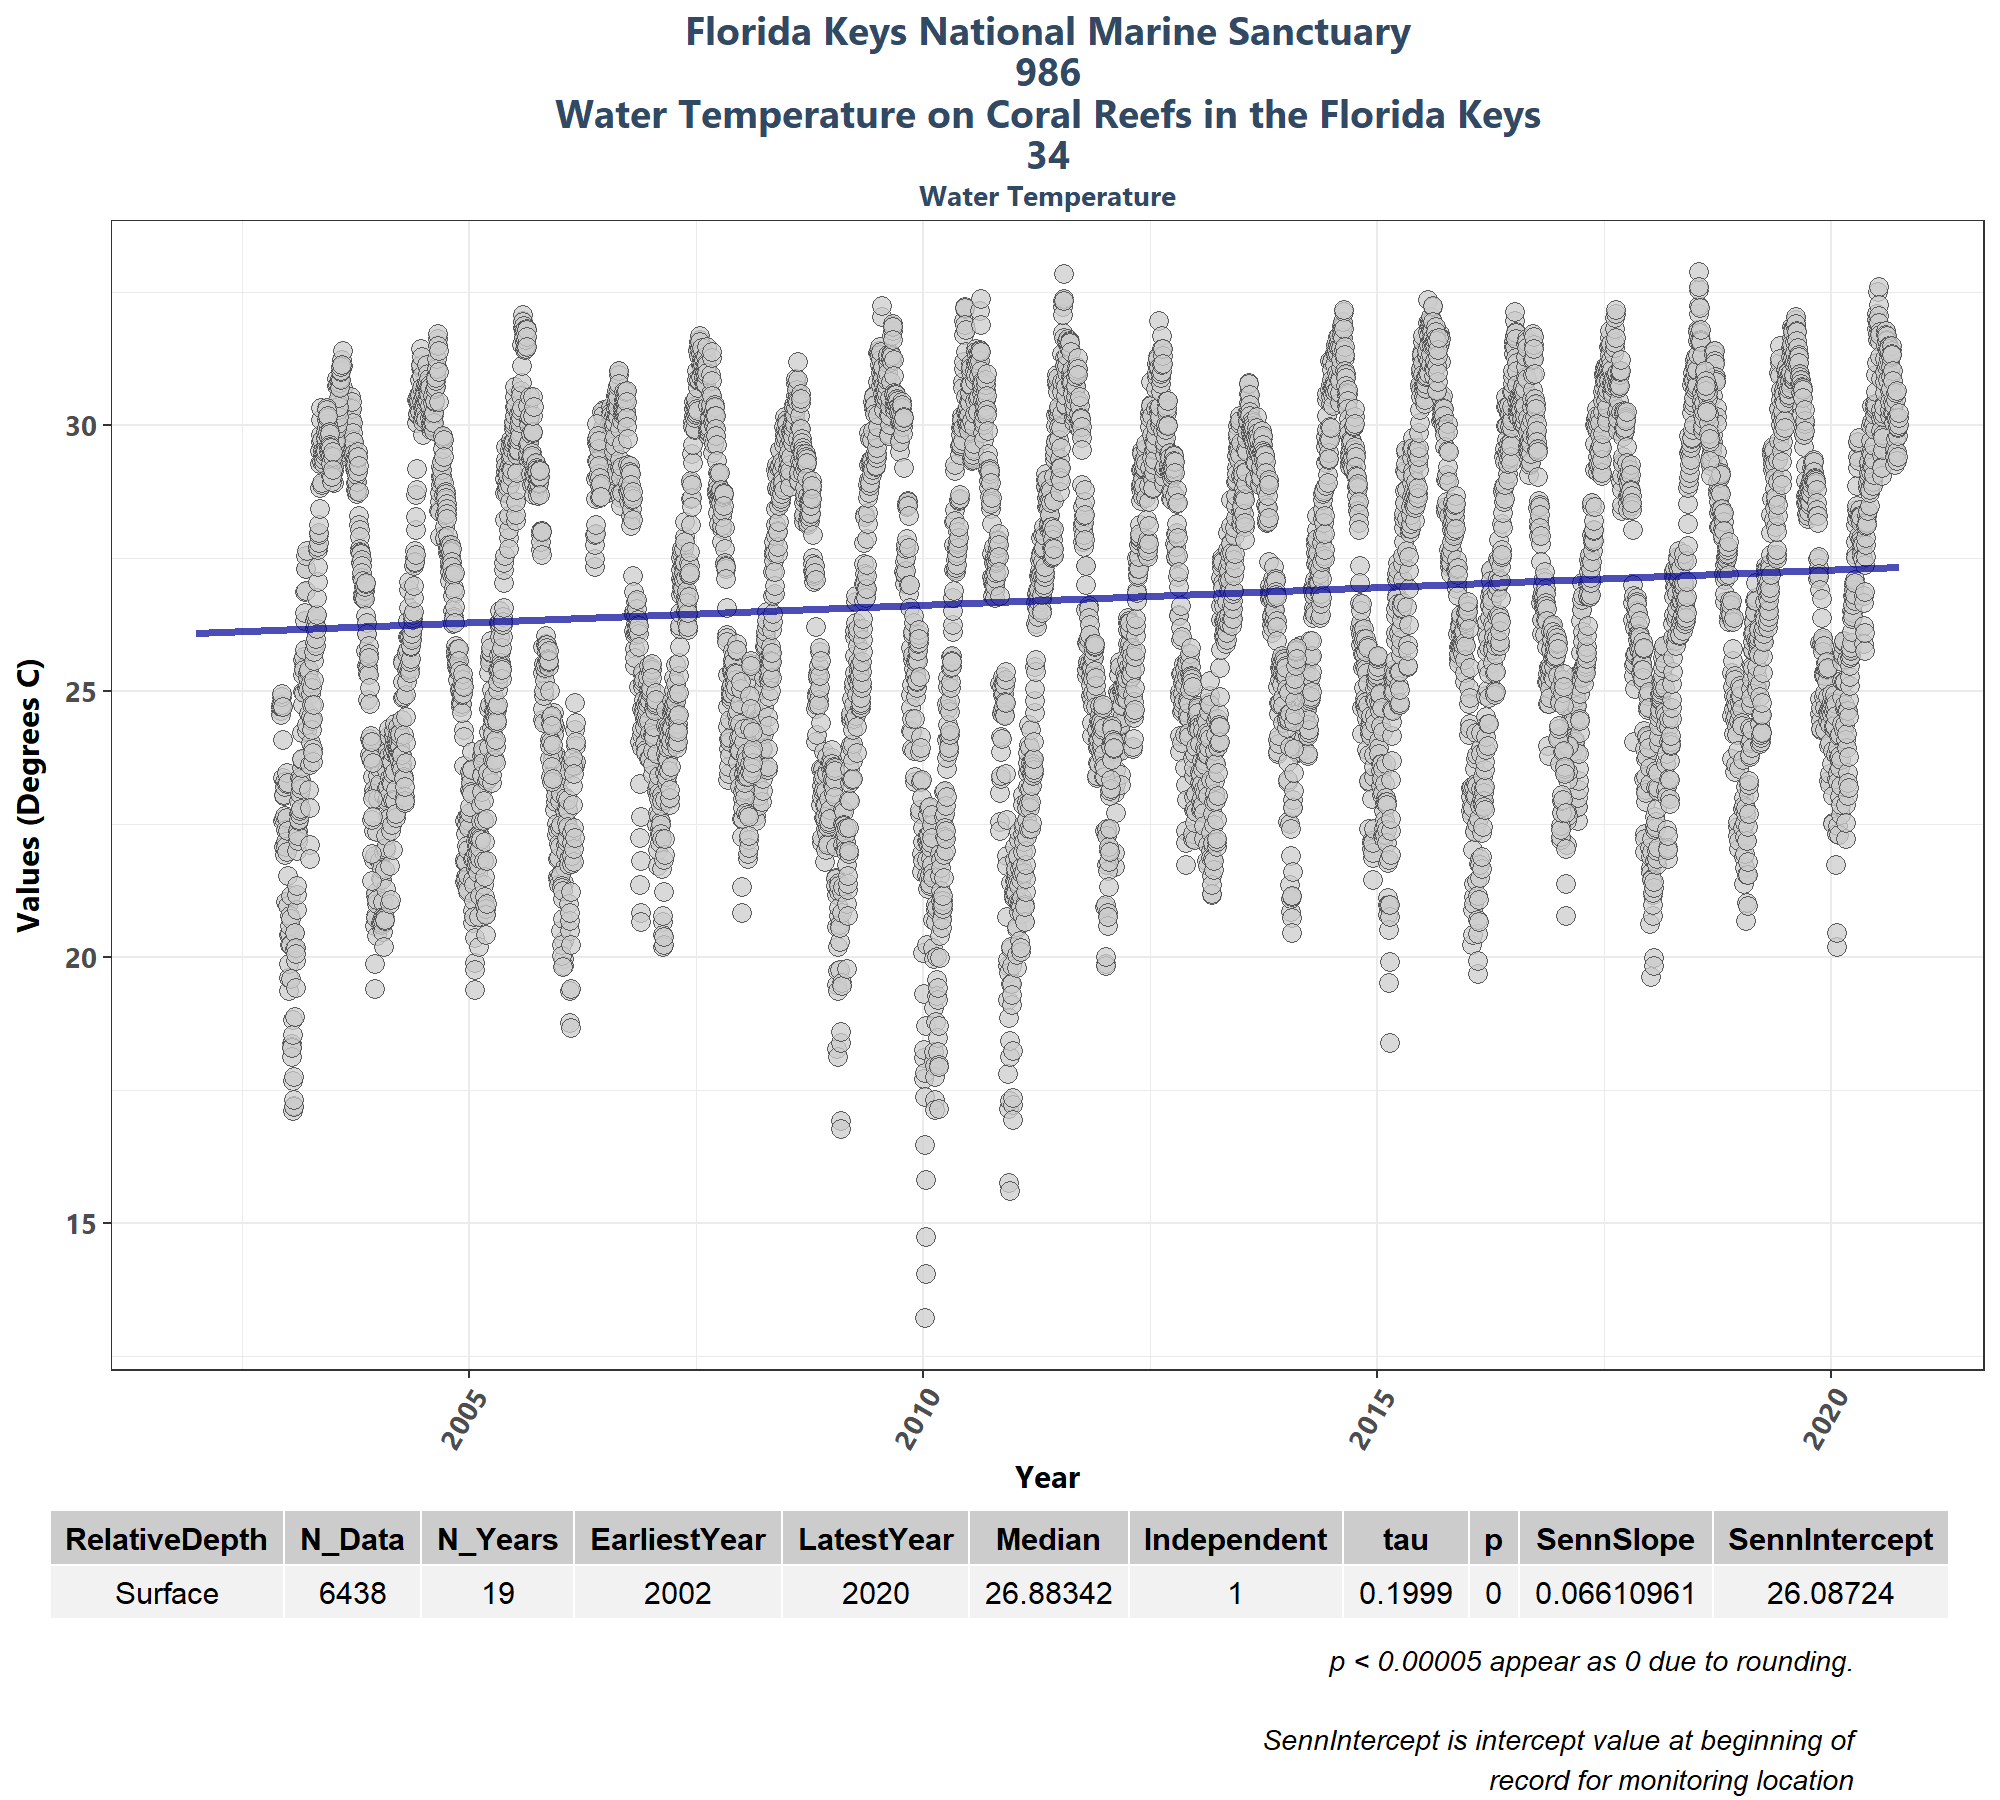 Florida Keys National Marine Sanctuary
986
Water Temperature on Coral Reefs in the Florida Keys
34
Water Temperature
Values (Degrees C)
30
25
20
15
2005 2010 2015 2020
Year
RelativeDepth N_Data N_Years EarliestYear LatestYear Median Independent tau p SennSlope SennIntercept
Surface 6438 19 2002 2020 26.88342 1 0.1999 0 0.06610961 26.08724
p < 0.00005 appear as 0 due to rounding.
SennIntercept is intercept value at beginning of
record for monitoring location